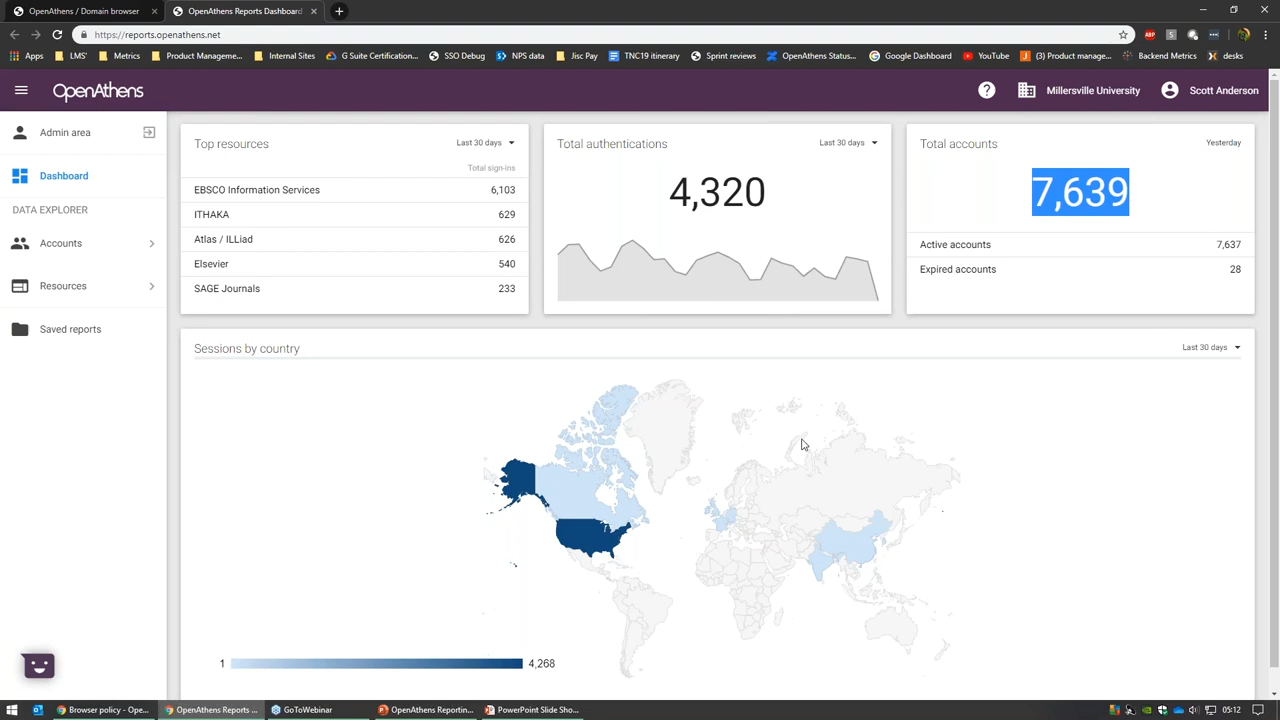 OpenAthens / Domain browser
OpenAthens Reports Dashboard
https://reports.openathens.net
Apps
LMS'
Metrics
Product Manageme...
Internal Sites
G Suite Certification...
SSO Debug
NPS data
Jisc Pay
TNC19 itinerary
Sprint reviews
OpenAthens Status...
Google Dashboard
YouTube
(3) Product manage...
Backend Metrics
desks
OpenAthens
Millersville University
Scott Anderson
Admin area
Dashboard
DATA EXPLORER
Accounts
Resources
Saved reports
Top resources
Last 30 days
Total sign-ins
EBSCO Information Services 6,103
ITHAKA 629
Atlas / ILLiad 626
Elsevier 540
SAGE Journals 233
Total authentications
Last 30 days
4,320
Total accounts
Yesterday
7,639
Active accounts 7,637
Expired accounts 28
Sessions by country
Last 30 days
1
4,268
Browser policy - Ope...
OpenAthens Reports ...
GoToWebinar
OpenAthens Reportin...
PowerPoint Slide Sho...
05:12